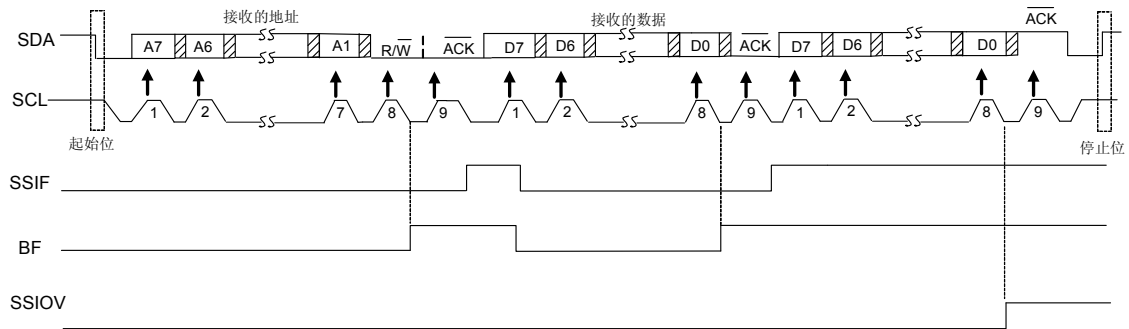 接收的地址 接收的数据 ACK
SDA A7 A6 A1 R/W ACK D7 D6 D0 ACK D7 D6 D0
SCL 1 2 7 8 9 1 2 8 9 1 2 8 9
起始位 停止位
SSIF
BF
SSIOV